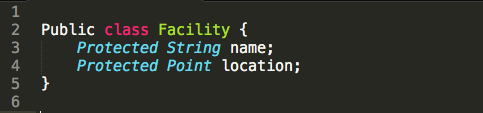 1
2 Public class Facility {
3     Protected String name;
4     Protected Point location;
5 }
6